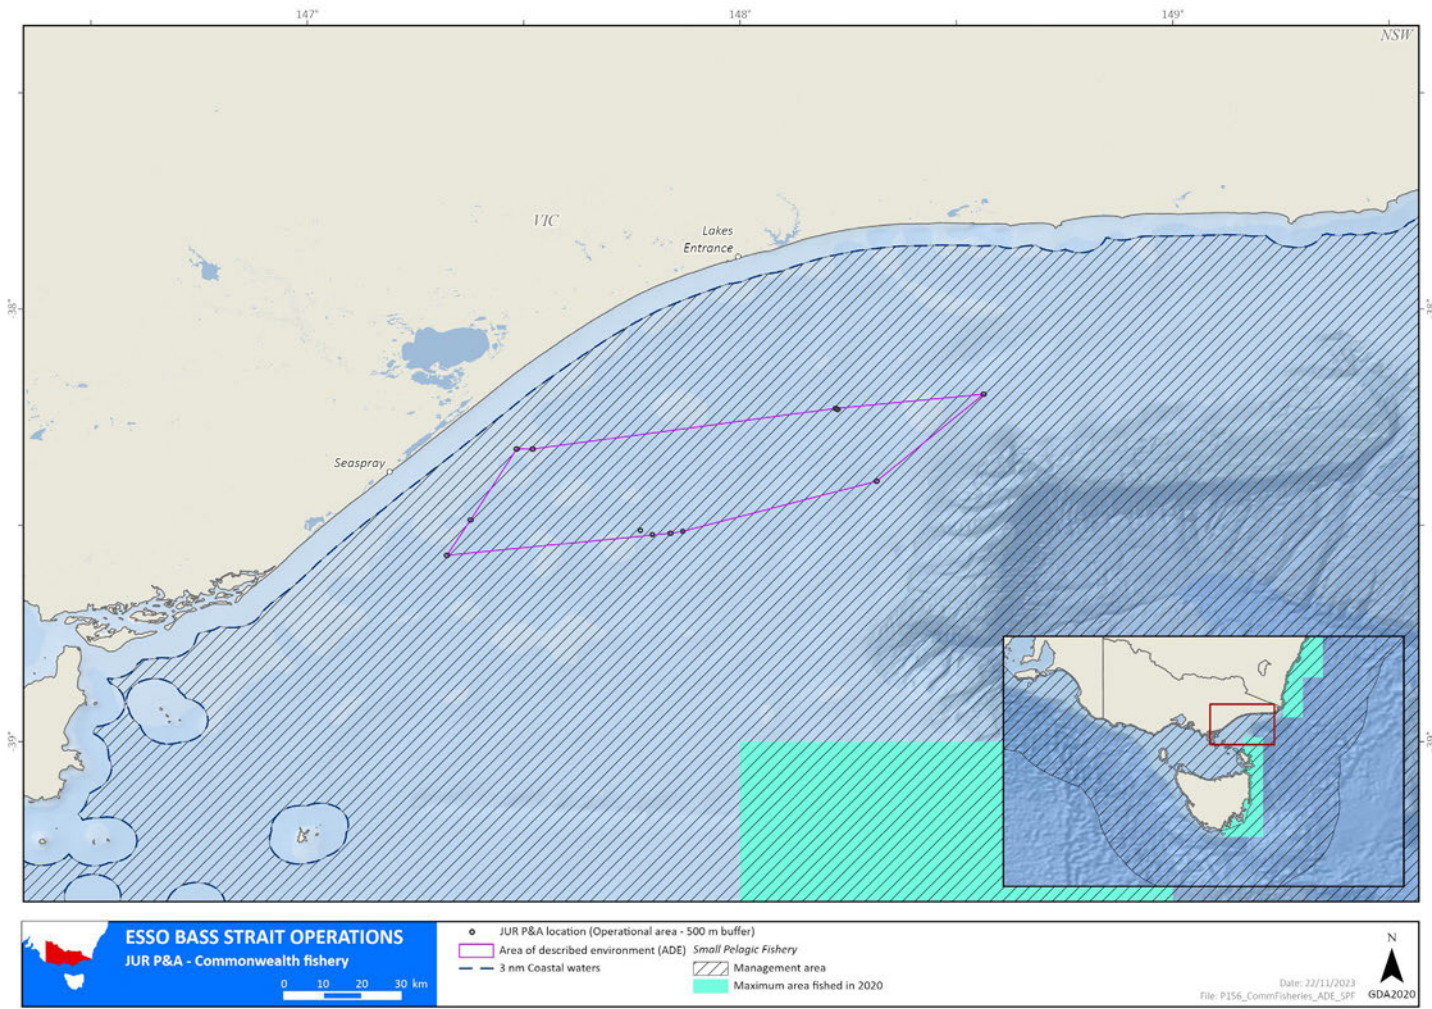 147°
148°
149°
NSW
VIC
Lakes
Entrance
38°
38°
Seaspray
39°
39°
ESSO BASS STRAIT OPERATIONS
JUR P&A - Commonwealth fishery
0 10 20 30 km
JUR P&A location (Operational area - 500 m buffer)
Area of described environment (ADE)
3 nm Coastal waters
Small Pelagic Fishery
Management area
Maximum area fished in 2020
N
Date: 22/11/2023
File: P156_CommFisheries_ADE_SPF
GDA2020